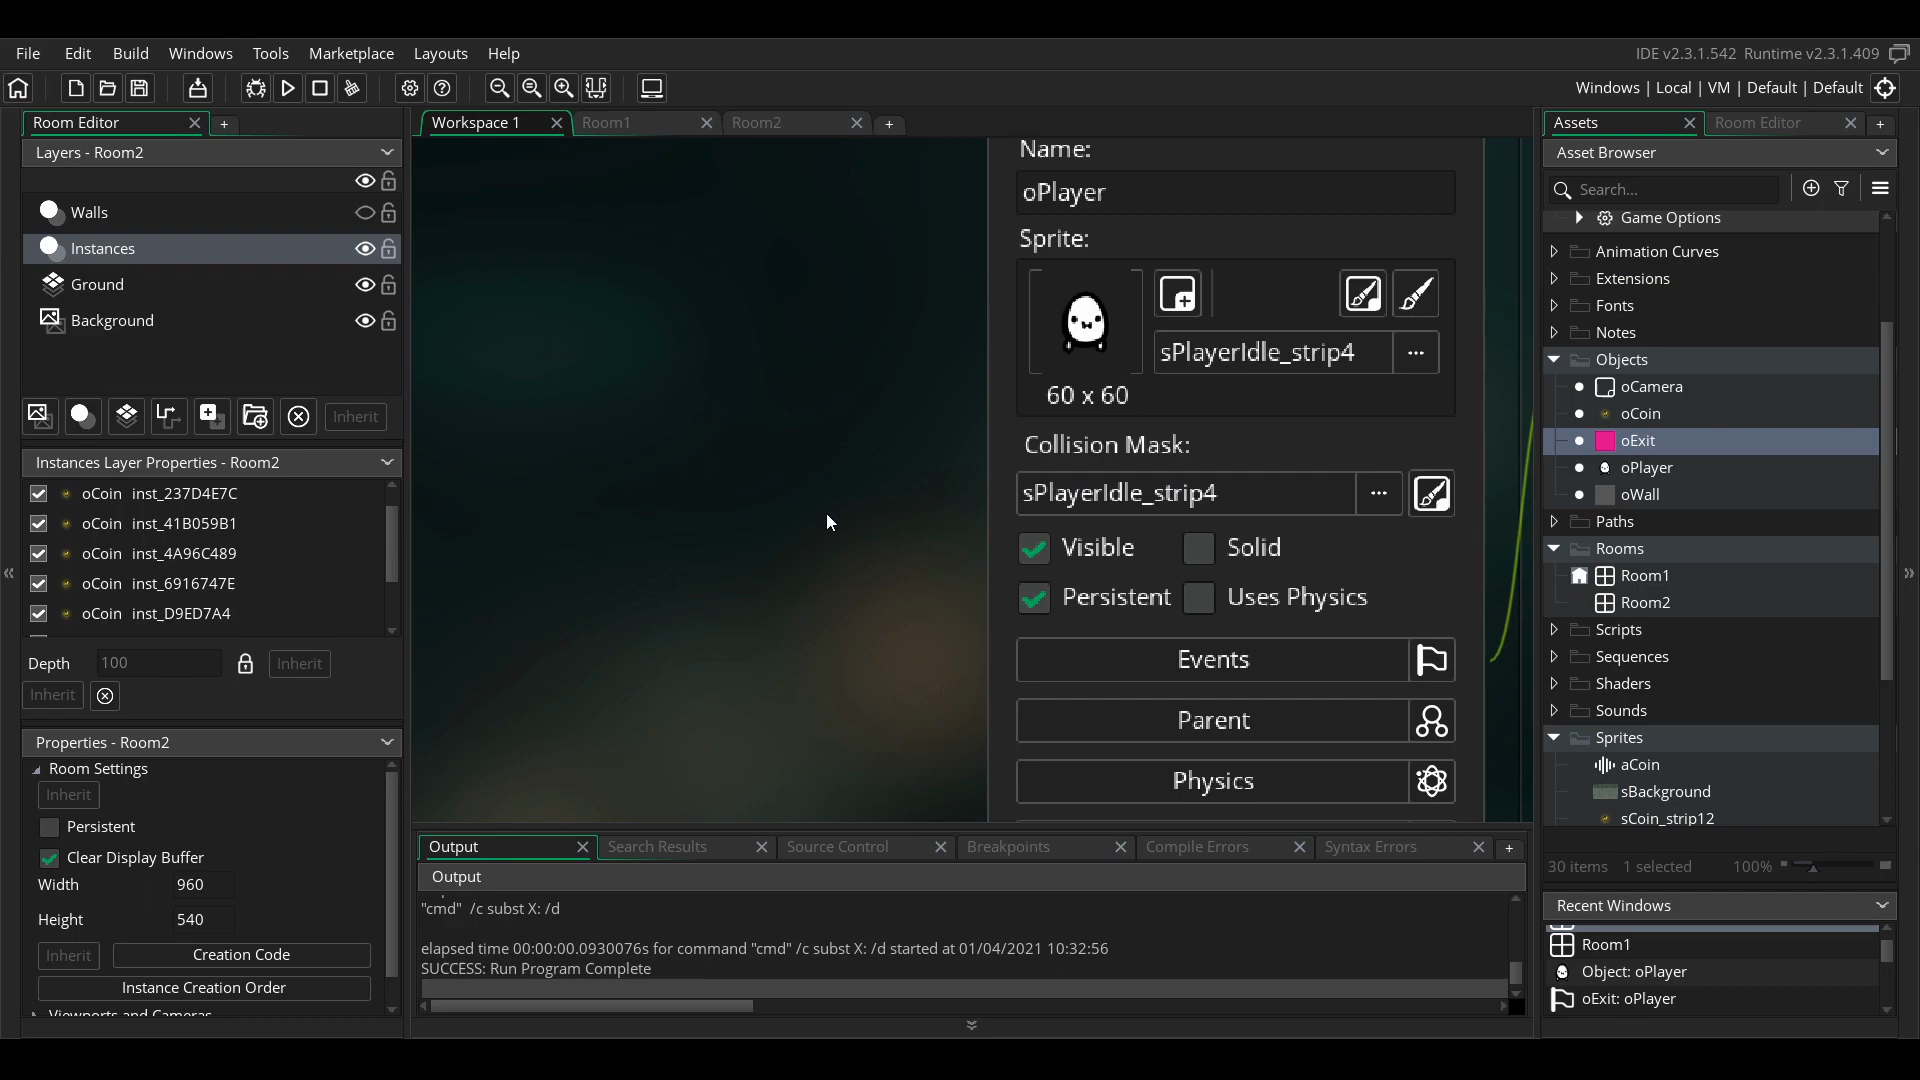 File Edit Build Windows Tools Marketplace Layouts Help
IDE v2.3.1.542 Runtime v2.3.1.409
Windows | Local | VM | Default | Default
Room Editor
Layers - Room2
Walls
Instances
Ground
Background
Inherit
Instances Layer Properties - Room2
oCoin inst_237D4E7C
oCoin inst_41B059B1
oCoin inst_4A96C489
oCoin inst_6916747E
oCoin inst_D9ED7A4
Depth 100 Inherit
Inherit
Properties - Room2
Room Settings
Inherit
Persistent
Clear Display Buffer
Width 960
Height 540
Inherit Creation Code
Instance Creation Order
Viewports and Cameras
Workspace 1 Room1 Room2
Name:
oPlayer
Sprite:
sPlayerIdle_strip4 ...
60 x 60
Collision Mask:
sPlayerIdle_strip4 ...
Visible Solid
Persistent Uses Physics
Events
Parent
Physics
Output Search Results Source Control Breakpoints Compile Errors Syntax Errors
Output
"cmd" /c subst X: /d
elapsed time 00:00:00.0930076s for command "cmd" /c subst X: /d started at 01/04/2021 10:32:56
SUCCESS: Run Program Complete
Assets Room Editor
Asset Browser
Search...
Game Options
Animation Curves
Extensions
Fonts
Notes
Objects
oCamera
oCoin
oExit
oPlayer
oWall
Paths
Rooms
Room1
Room2
Scripts
Sequences
Shaders
Sounds
Sprites
aCoin
sBackground
sCoin_strip12
30 items 1 selected 100%
Recent Windows
Room1
Object: oPlayer
oExit: oPlayer